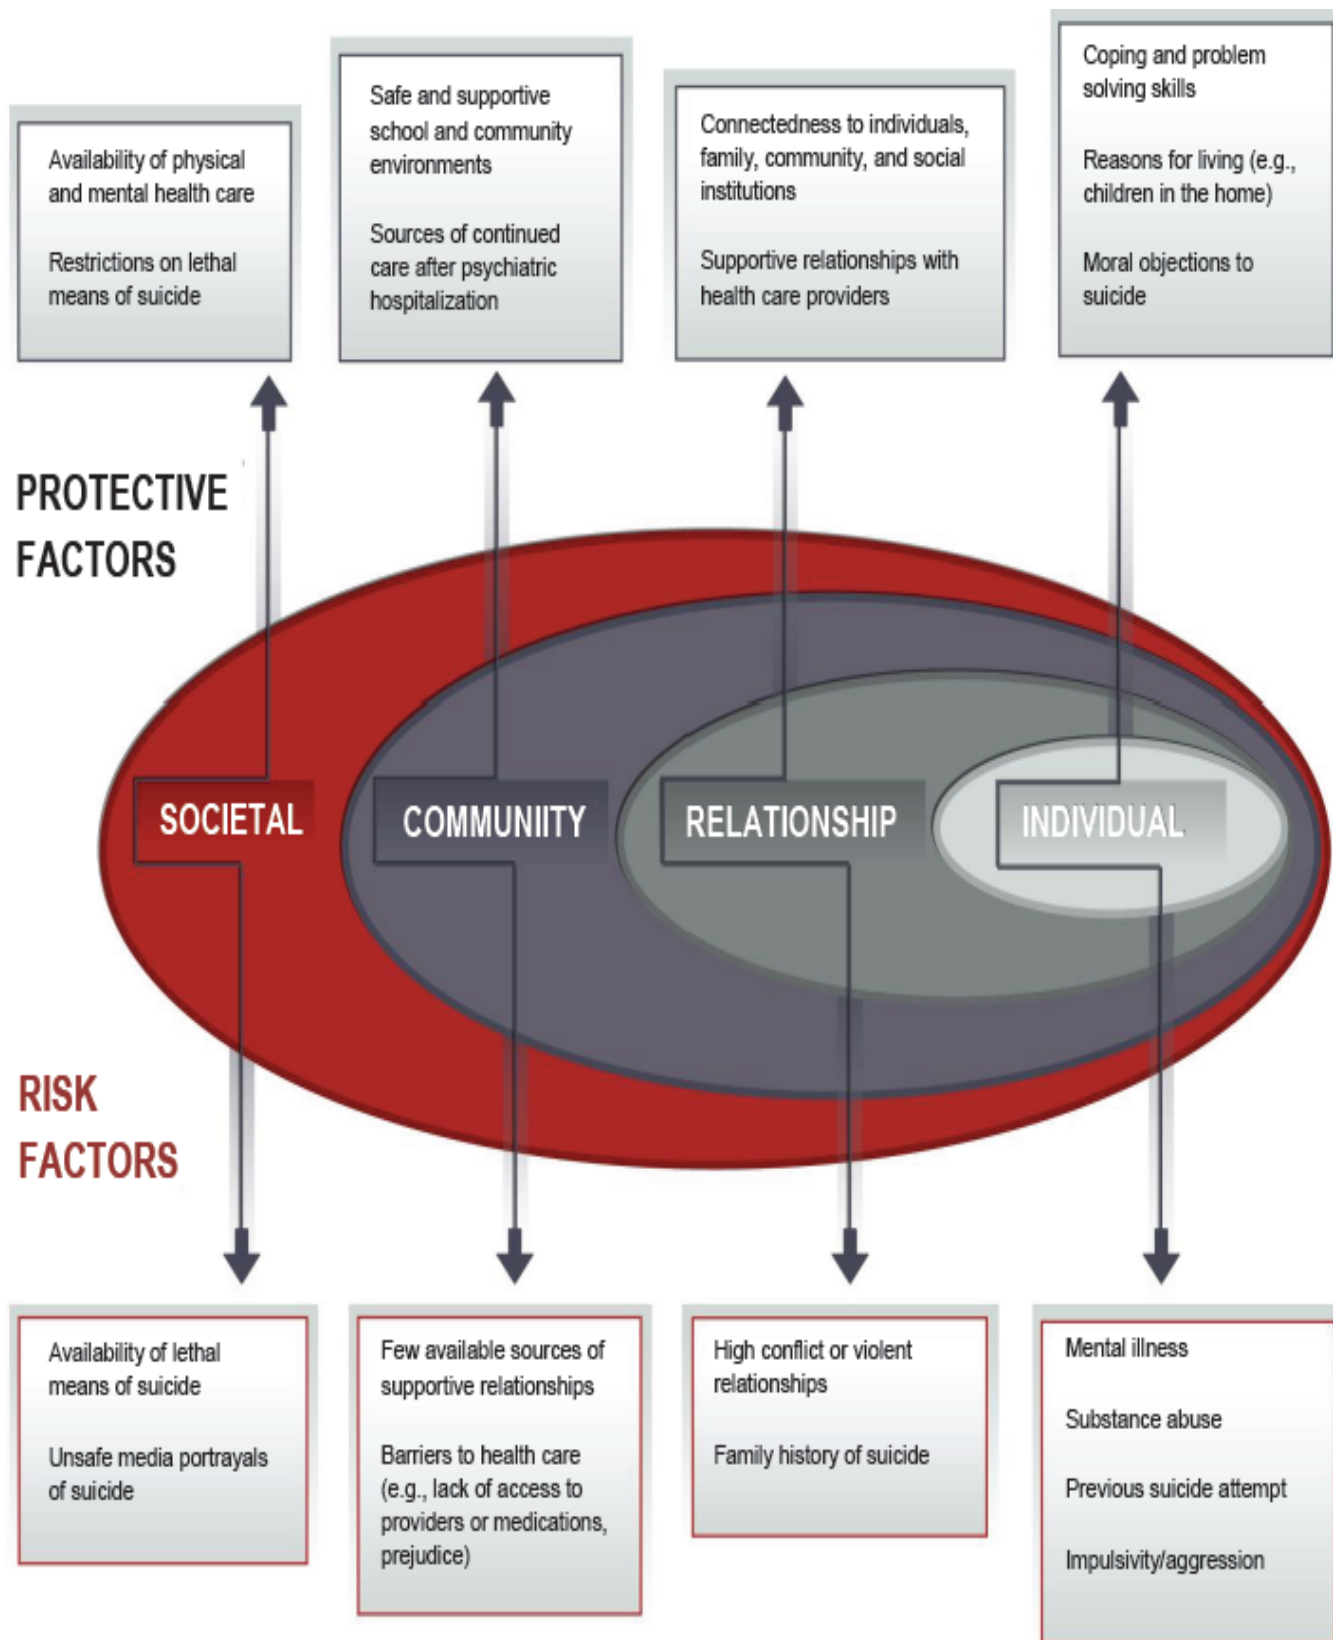 Availability of physical
and mental health care
Restrictions on lethal
means of suicide
Safe and supportive
school and community
environments
Sources of continued
care after psychiatric
hospitalization
Connectedness to individuals,
family, community, and social
institutions
Supportive relationships with
health care providers
Coping and problem
solving skills
Reasons for living (e.g.,
children in the home)
Moral objections to
suicide
PROTECTIVE
FACTORS
SOCIETAL
COMMUNIITY
RELATIONSHIP
INDIVIDUAL
RISK
FACTORS
Availability of lethal
means of suicide
Unsafe media portrayals
of suicide
Few available sources of
supportive relationships
Barriers to health care
(e.g., lack of access to
providers or medications,
prejudice)
High conflict or violent
relationships
Family history of suicide
Mental illness
Substance abuse
Previous suicide attempt
Impulsivity/aggression